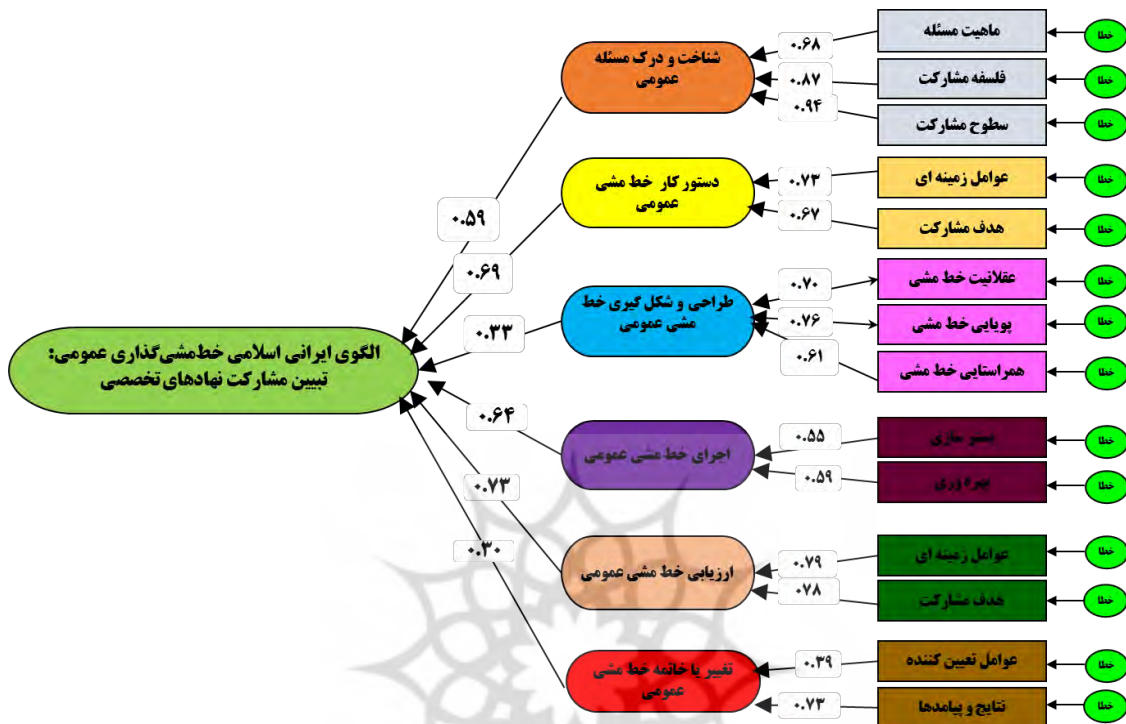 ماهیت مسئله
خطا
۰.۶۸
شناخت و درک مسئله
عمومی
فلسفه مشارکت
خطا
۰.۸۷
سطوح مشارکت
خطا
۰.۹۴
عوامل زمینه ای
خطا
۰.۷۳
دستور کار خط مشی
عمومی
هدف مشارکت
خطا
۰.۶۷
۰.۵۹
۰.۶۹
عقلانیت خط مشی
خطا
۰.۷۰
طراحی و شکل گیری خط
مشی عمومی
پویایی خط مشی
خطا
۰.۷۶
همراستایی خط مشی
خطا
۰.۶۱
۰.۳۳
الگوی ایرانی اسلامی خط‌مشی‌گذاری عمومی:
تبیین مشارکت نهادهای تخصصی
۰.۶۴
بستر سازی
خطا
۰.۵۵
اجرای خط مشی عمومی
بهره وری
خطا
۰.۵۹
۰.۷۳
۰.۳۰
عوامل زمینه ای
خطا
۰.۷۹
ارزیابی خط مشی عمومی
هدف مشارکت
خطا
۰۷۸
عوامل تعیین کننده
خطا
۰.۳۹
تغییر یا خاتمه خط مشی
عمومی
نتایج و پیامدها
خطا
۰.۷۳